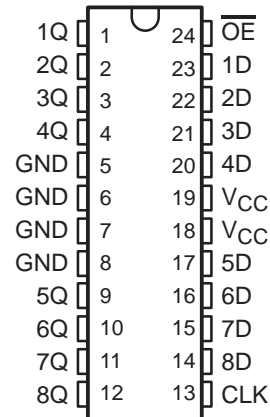 1Q 1 24 O̅E̅
2Q 2 23 1D
3Q 3 22 2D
4Q 4 21 3D
GND 5 20 4D
GND 6 19 VCC
GND 7 18 VCC
GND 8 17 5D
5Q 9 16 6D
6Q 10 15 7D
7Q 11 14 8D
8Q 12 13 CLK